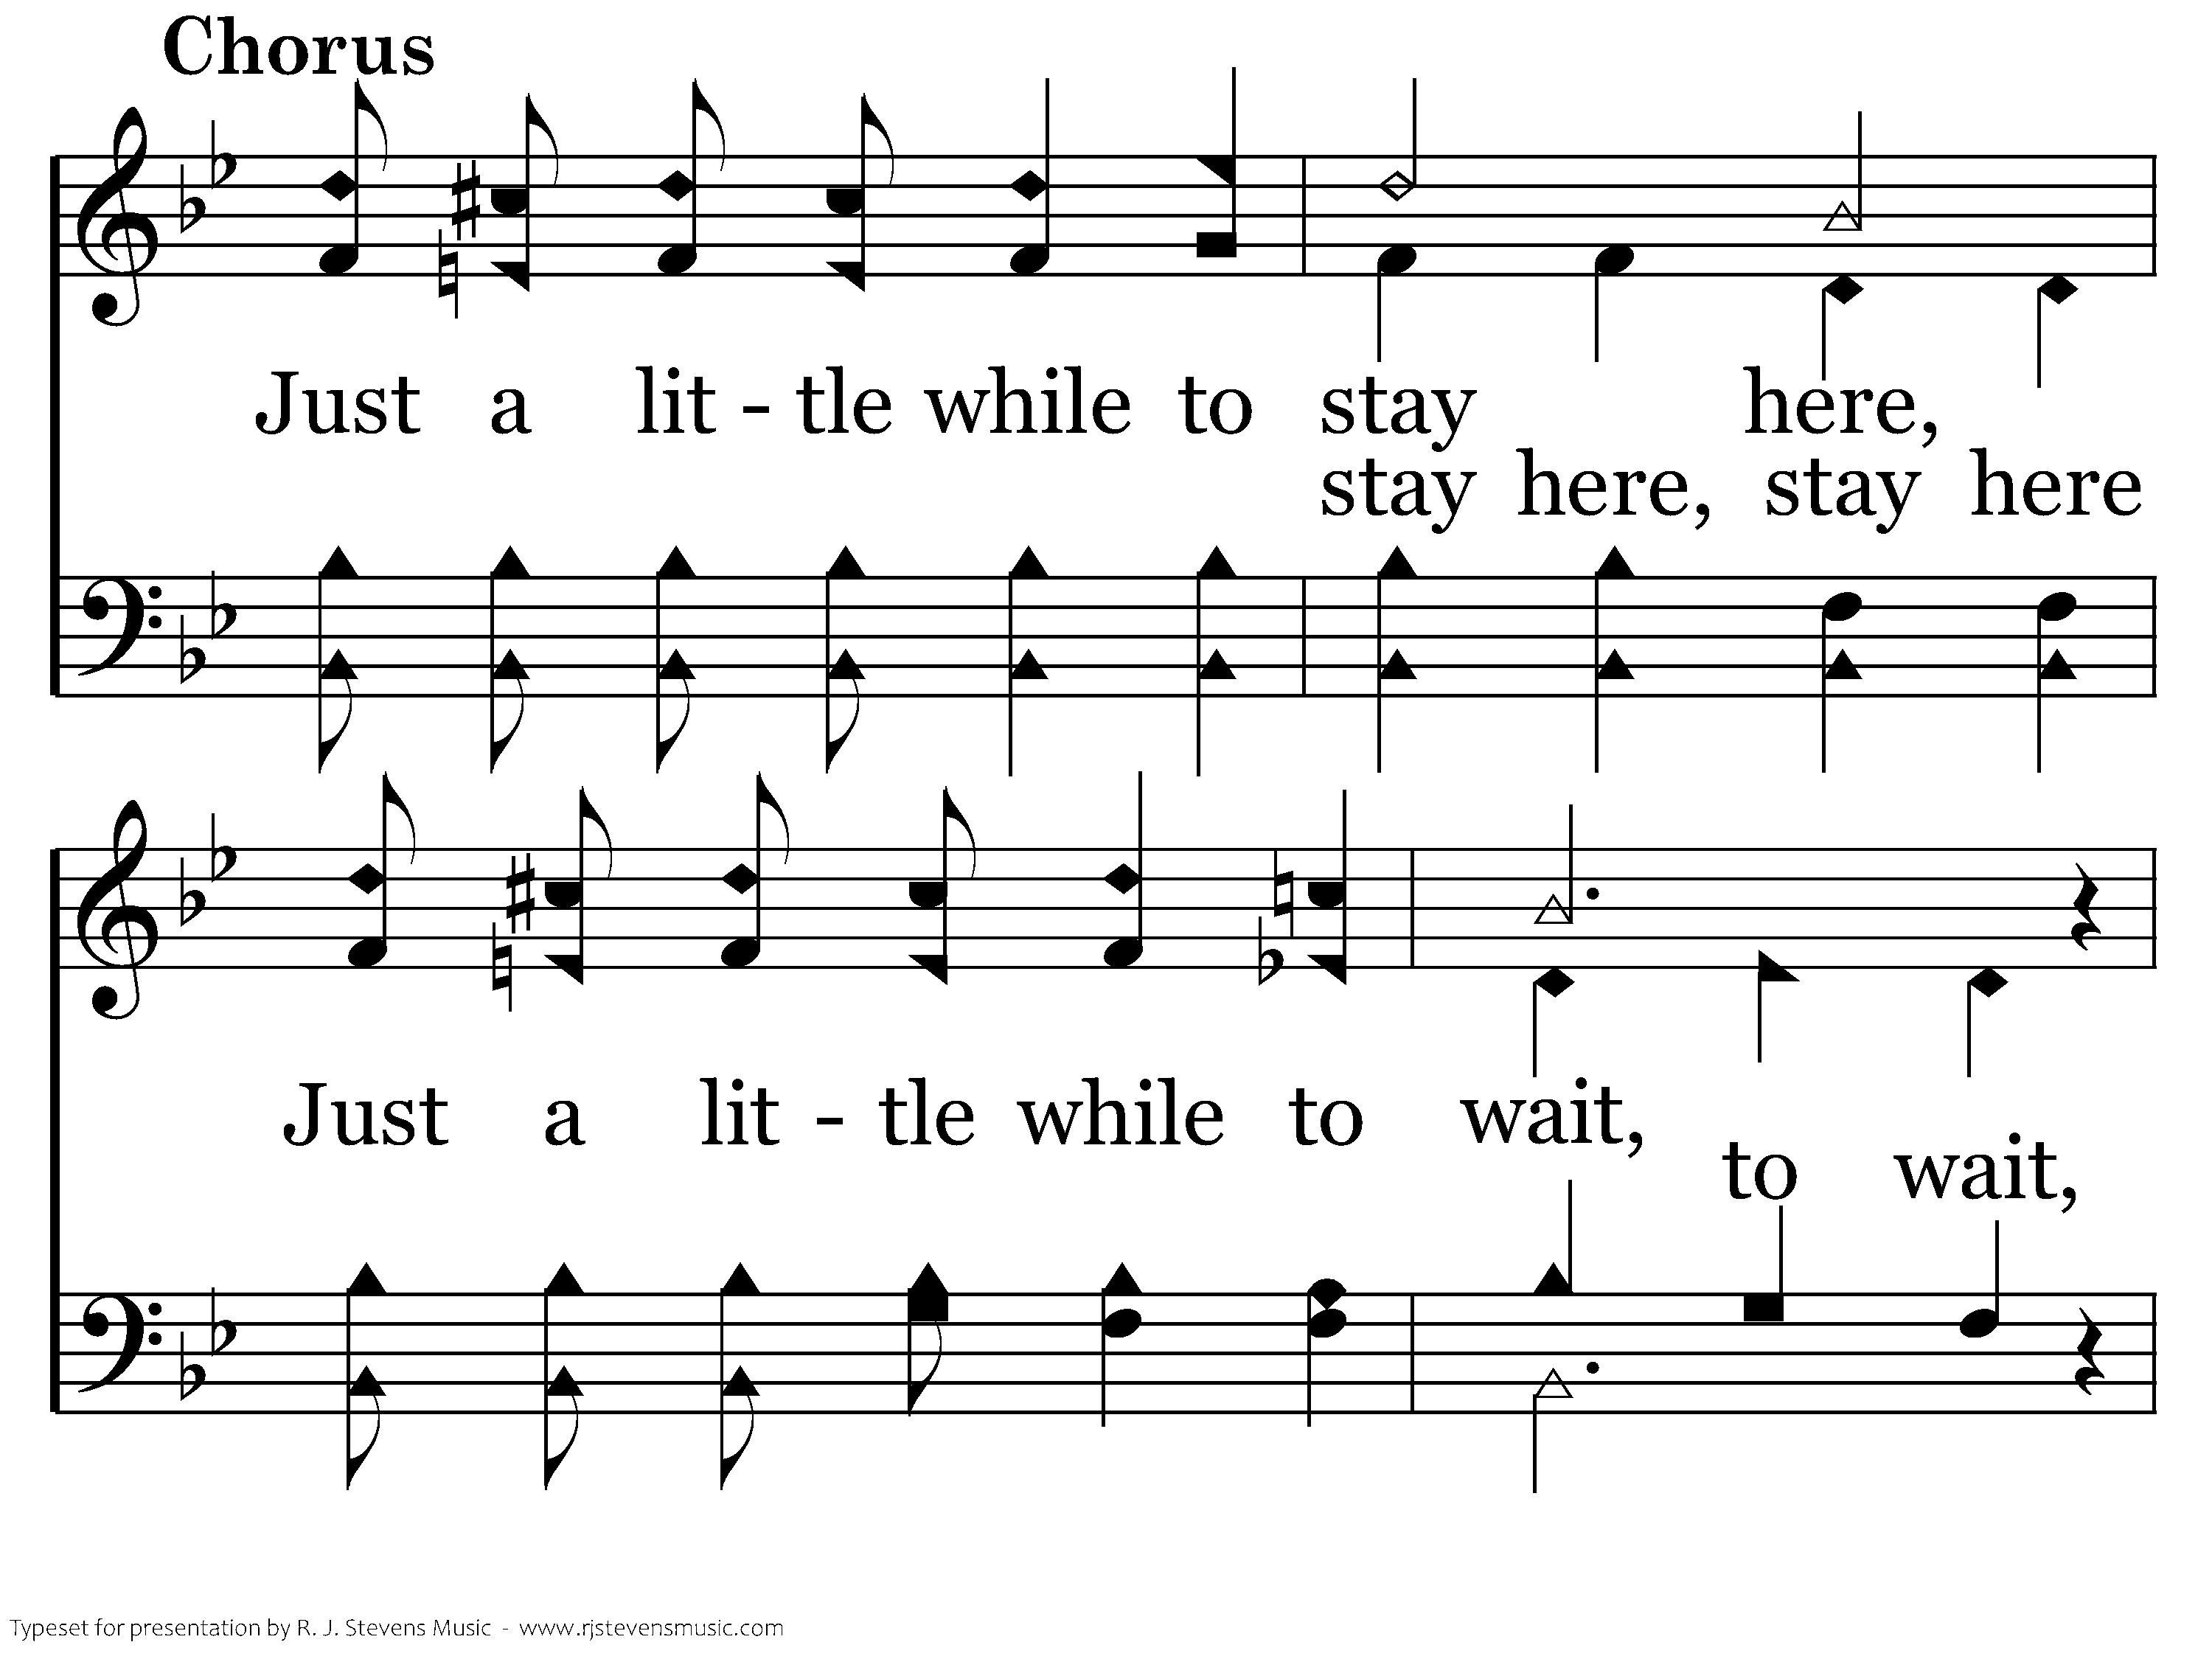 Chorus
Just a lit - tle while to stay here,
stay here, stay here
Just a lit - tle while to wait,
to wait,
Typeset for presentation by R. J. Stevens Music - www.rjstevensmusic.com